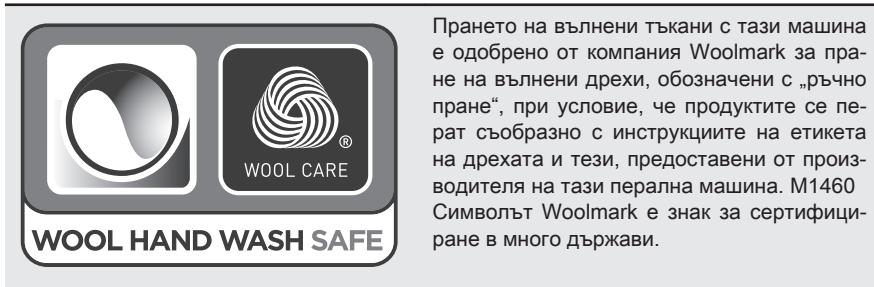 WOOL CARE
®
WOOL HAND WASH SAFE
Прането на вълнени тъкани с тази машина
е одобрено от компания Woolmark за пра-
не на вълнени дрехи, обозначени с „ръчно
пране“, при условие, че продуктите се пе-
рат съобразно с инструкциите на етикета
на дрехата и тези, предоставени от произ-
водителя на тази перална машина. M1460
Символът Woolmark е знак за сертифици-
ране в много държави.